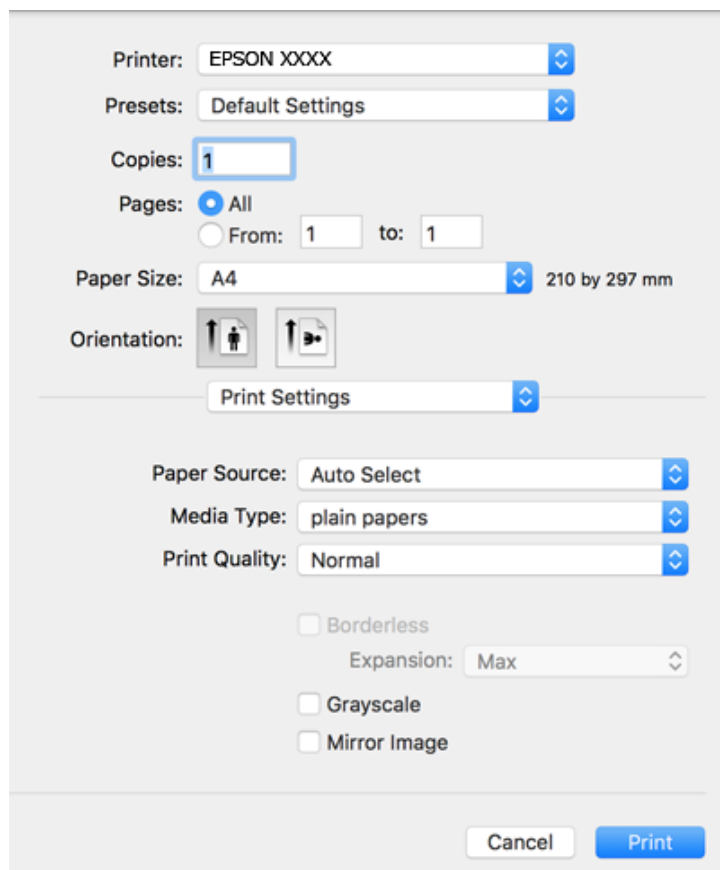 Printer: EPSON XXXX
Presets: Default Settings
Copies: 1
Pages: All
From: 1 to: 1
Paper Size: A4 210 by 297 mm
Orientation:
Print Settings
Paper Source: Auto Select
Media Type: plain papers
Print Quality: Normal
Borderless
Expansion: Max
Grayscale
Mirror Image
Cancel Print